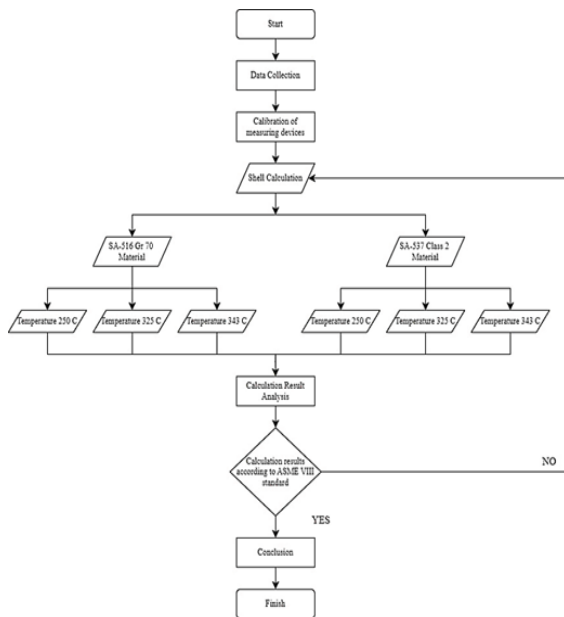 Start
Data Collection
Calibration of
measuring devices
Shell Calculation
SA-516 Gr 70
Material
SA-537 Class 2
Material
Temperature 250 C
Temperature 325 C
Temperature 343 C
Temperature 250 C
Temperature 325 C
Temperature 343 C
Calculation Result
Analysis
Calculation results
according to ASME VIII
standard
NO
YES
Conclusion
Finish